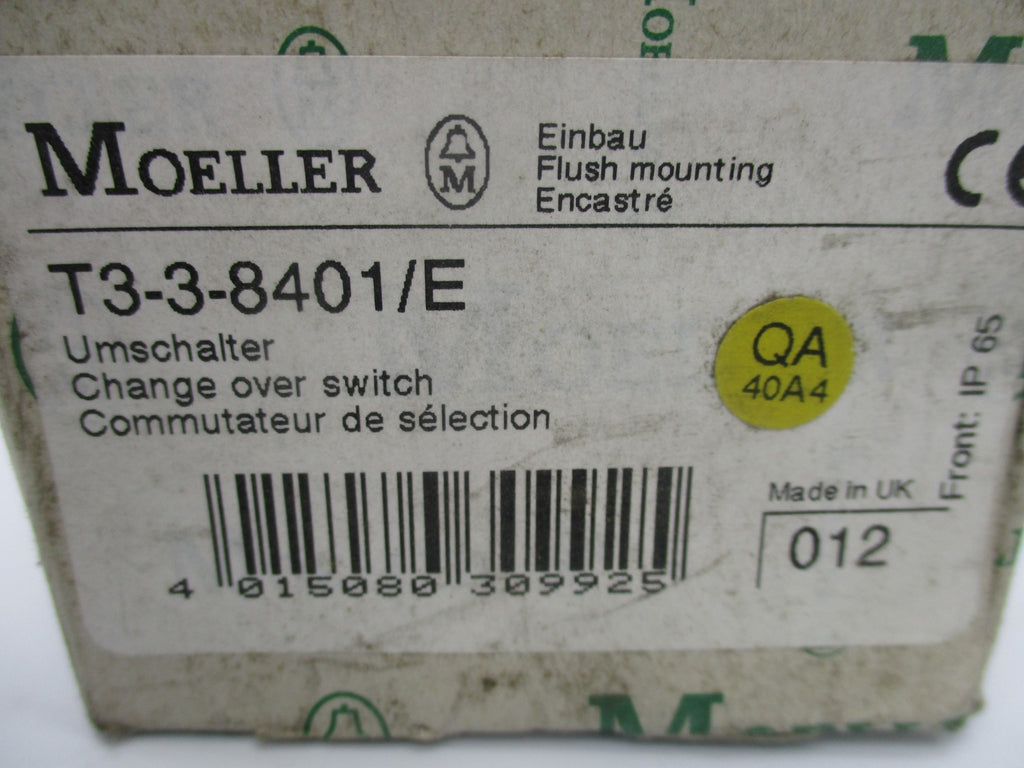 MOELLER
M
Einbau
Flush mounting
Encastré
CE
T3-3-8401/E
Umschalter
Change over switch
Commutateur de sélection
QA
40A4
Front: IP 65
Made in UK
012
4 015080 309925